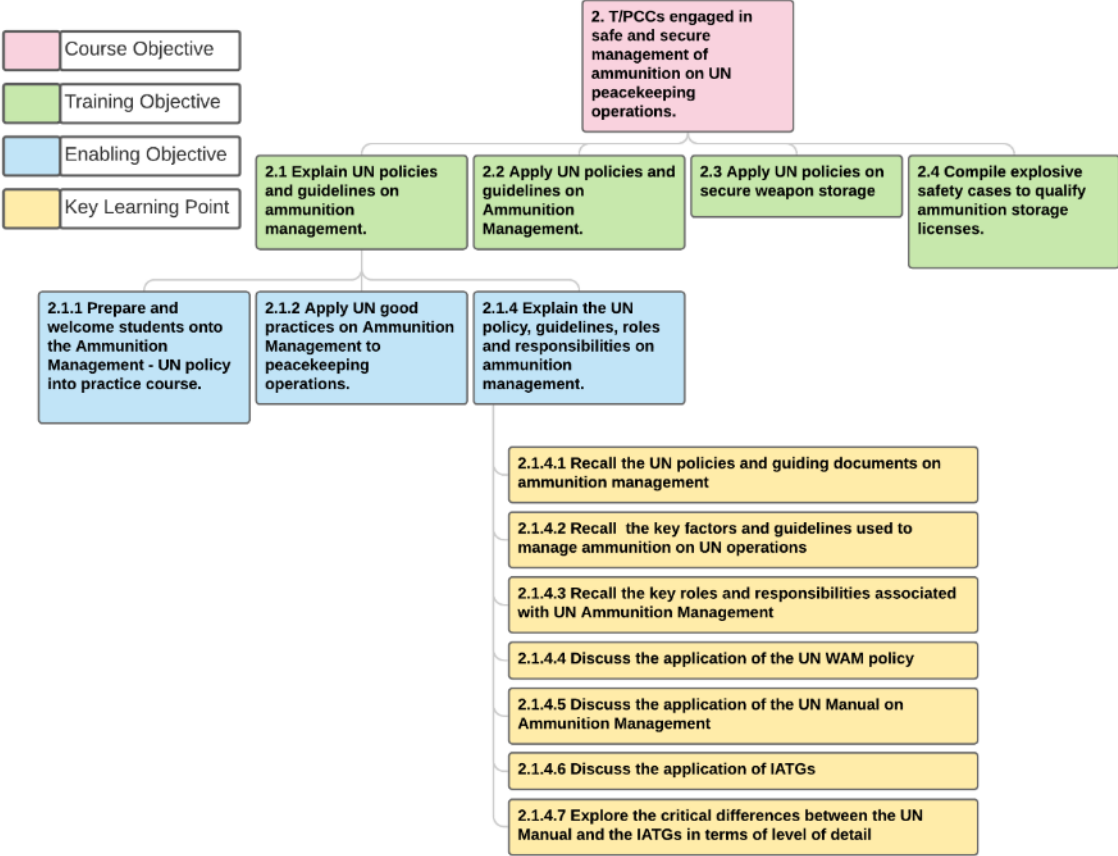 Course Objective
Training Objective
Enabling Objective
Key Learning Point
2. T/PCCs engaged in
safe and secure
management of
ammunition on UN
peacekeeping
operations.
2.1 Explain UN policies
and guidelines on
ammunition
management.
2.2 Apply UN policies and
guidelines on
Ammunition
Management.
2.3 Apply UN policies on
secure weapon storage
2.4 Compile explosive
safety cases to qualify
ammunition storage
licenses.
2.1.1 Prepare and
welcome students onto
the Ammunition
Management - UN policy
into practice course.
2.1.2 Apply UN good
practices on Ammunition
Management to
peacekeeping
operations.
2.1.4 Explain the UN
policy, guidelines, roles
and responsibilities on
ammunition
management.
2.1.4.1 Recall the UN policies and guiding documents on
ammunition management
2.1.4.2 Recall  the key factors and guidelines used to
manage ammunition on UN operations
2.1.4.3 Recall the key roles and responsibilities associated
with UN Ammunition Management
2.1.4.4 Discuss the application of the UN WAM policy
2.1.4.5 Discuss the application of the UN Manual on
Ammunition Management
2.1.4.6 Discuss the application of IATGs
2.1.4.7 Explore the critical differences between the UN
Manual and the IATGs in terms of level of detail